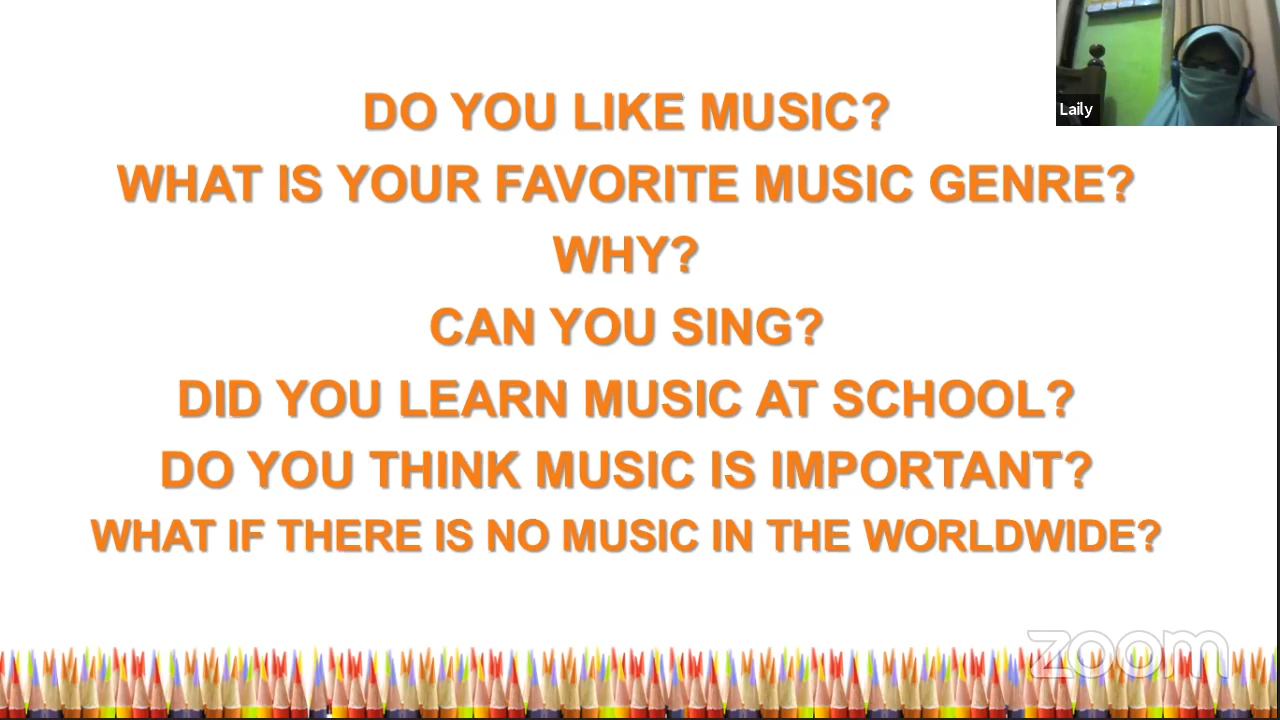 DO YOU LIKE MUSIC?
WHAT IS YOUR FAVORITE MUSIC GENRE?
WHY?
CAN YOU SING?
DID YOU LEARN MUSIC AT SCHOOL?
DO YOU THINK MUSIC IS IMPORTANT?
WHAT IF THERE IS NO MUSIC IN THE WORLDWIDE?
Laily
zoom